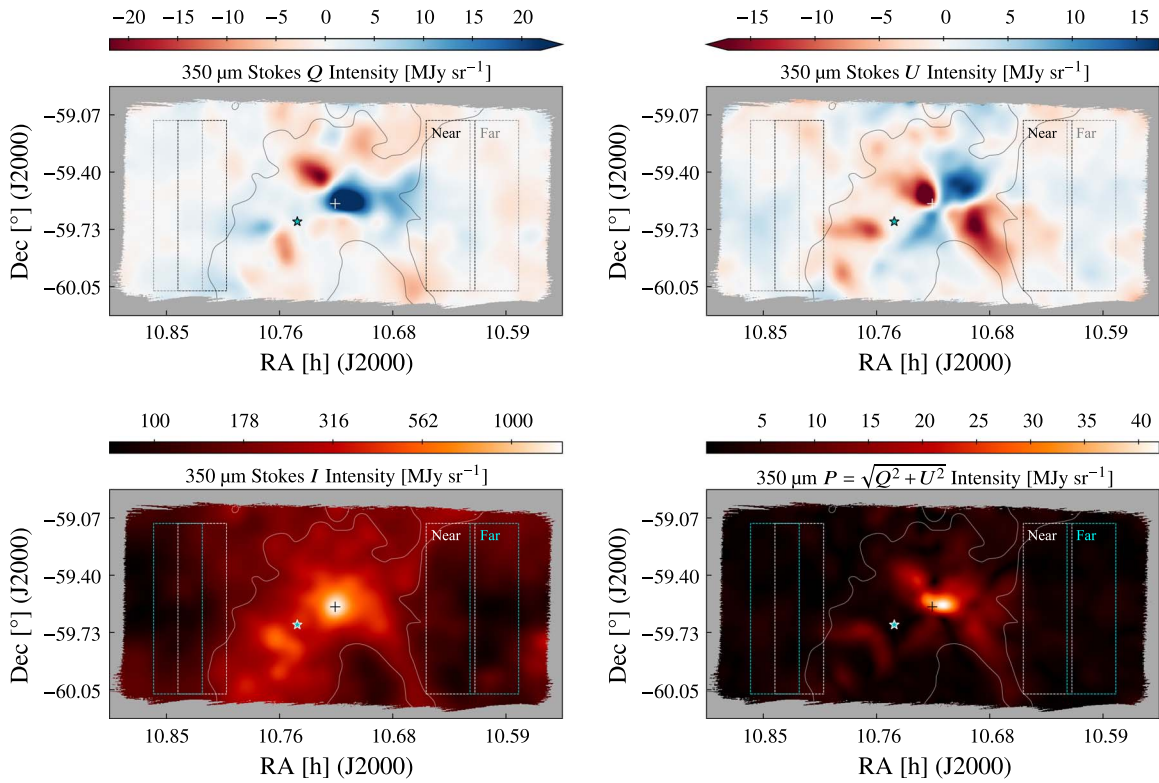 −20 −15 −10 −5 0 5 10 15 20
350 μm Stokes Q Intensity [MJy sr⁻¹]
−59.07
−59.40
−59.73
−60.05
Dec [°] (J2000)
Near Far
10.85 10.76 10.68 10.59
RA [h] (J2000)
−15 −10 −5 0 5 10 15
350 μm Stokes U Intensity [MJy sr⁻¹]
−59.07
−59.40
−59.73
−60.05
Dec [°] (J2000)
Near Far
10.85 10.76 10.68 10.59
RA [h] (J2000)
100 178 316 562 1000
350 μm Stokes I Intensity [MJy sr⁻¹]
−59.07
−59.40
−59.73
−60.05
Dec [°] (J2000)
Near Far
10.85 10.76 10.68 10.59
RA [h] (J2000)
5 10 15 20 25 30 35 40
350 μm P = √(Q² + U²) Intensity [MJy sr⁻¹]
−59.07
−59.40
−59.73
−60.05
Dec [°] (J2000)
Near Far
10.85 10.76 10.68 10.59
RA [h] (J2000)